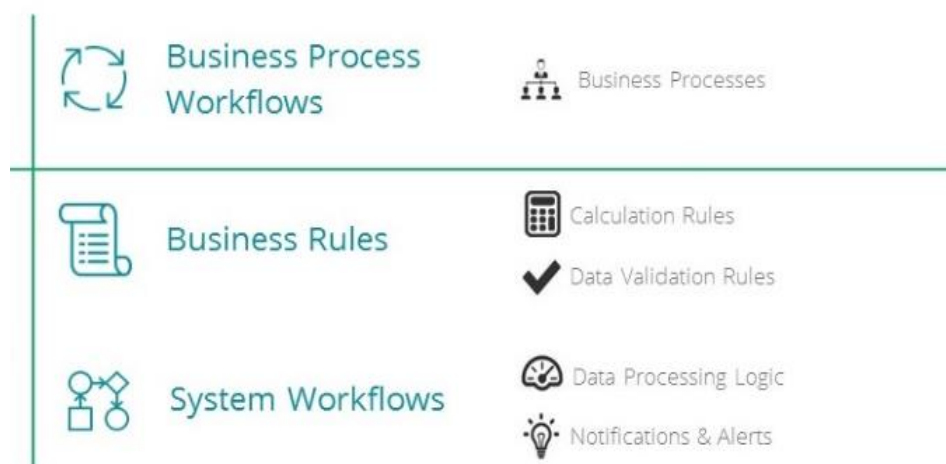 Business Process
Workflows
Business Processes
Business Rules
Calculation Rules
Data Validation Rules
System Workflows
Data Processing Logic
Notifications & Alerts